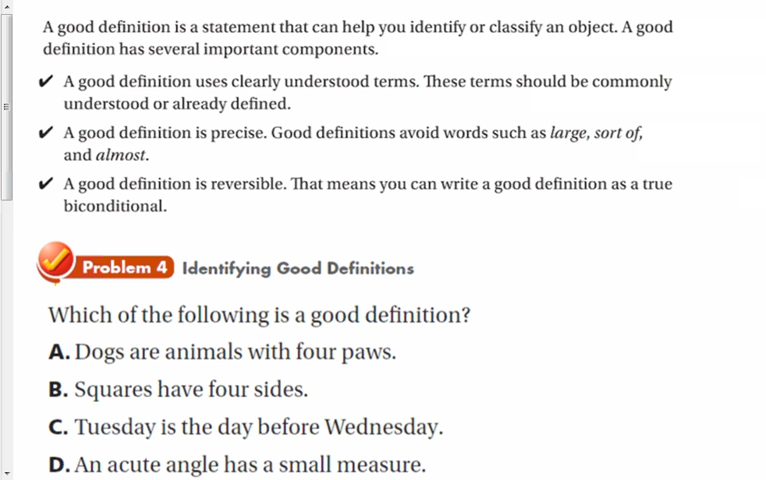 A good definition is a statement that can help you identify or classify an object. A good
definition has several important components.
✔ A good definition uses clearly understood terms. These terms should be commonly
understood or already defined.
✔ A good definition is precise. Good definitions avoid words such as large, sort of,
and almost.
✔ A good definition is reversible. That means you can write a good definition as a true
biconditional.
Problem 4 Identifying Good Definitions
Which of the following is a good definition?
A. Dogs are animals with four paws.
B. Squares have four sides.
C. Tuesday is the day before Wednesday.
D. An acute angle has a small measure.